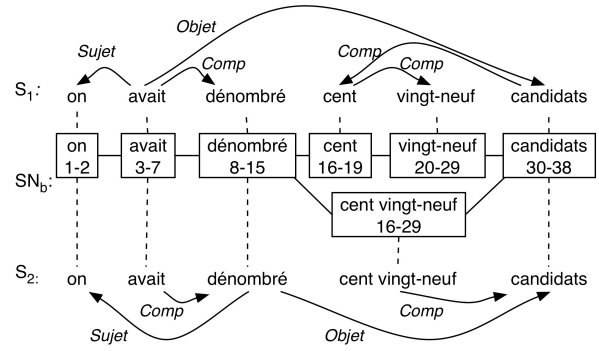 Objet
Sujet Comp Comp Comp
S1: on avait dénombré cent vingt-neuf candidats
on avait dénombré cent vingt-neuf candidats
1-2 3-7 8-15 16-19 20-29 30-38
SNb:
cent vingt-neuf
16-29
S2: on avait dénombré cent vingt-neuf candidats
Comp Comp
Sujet Objet